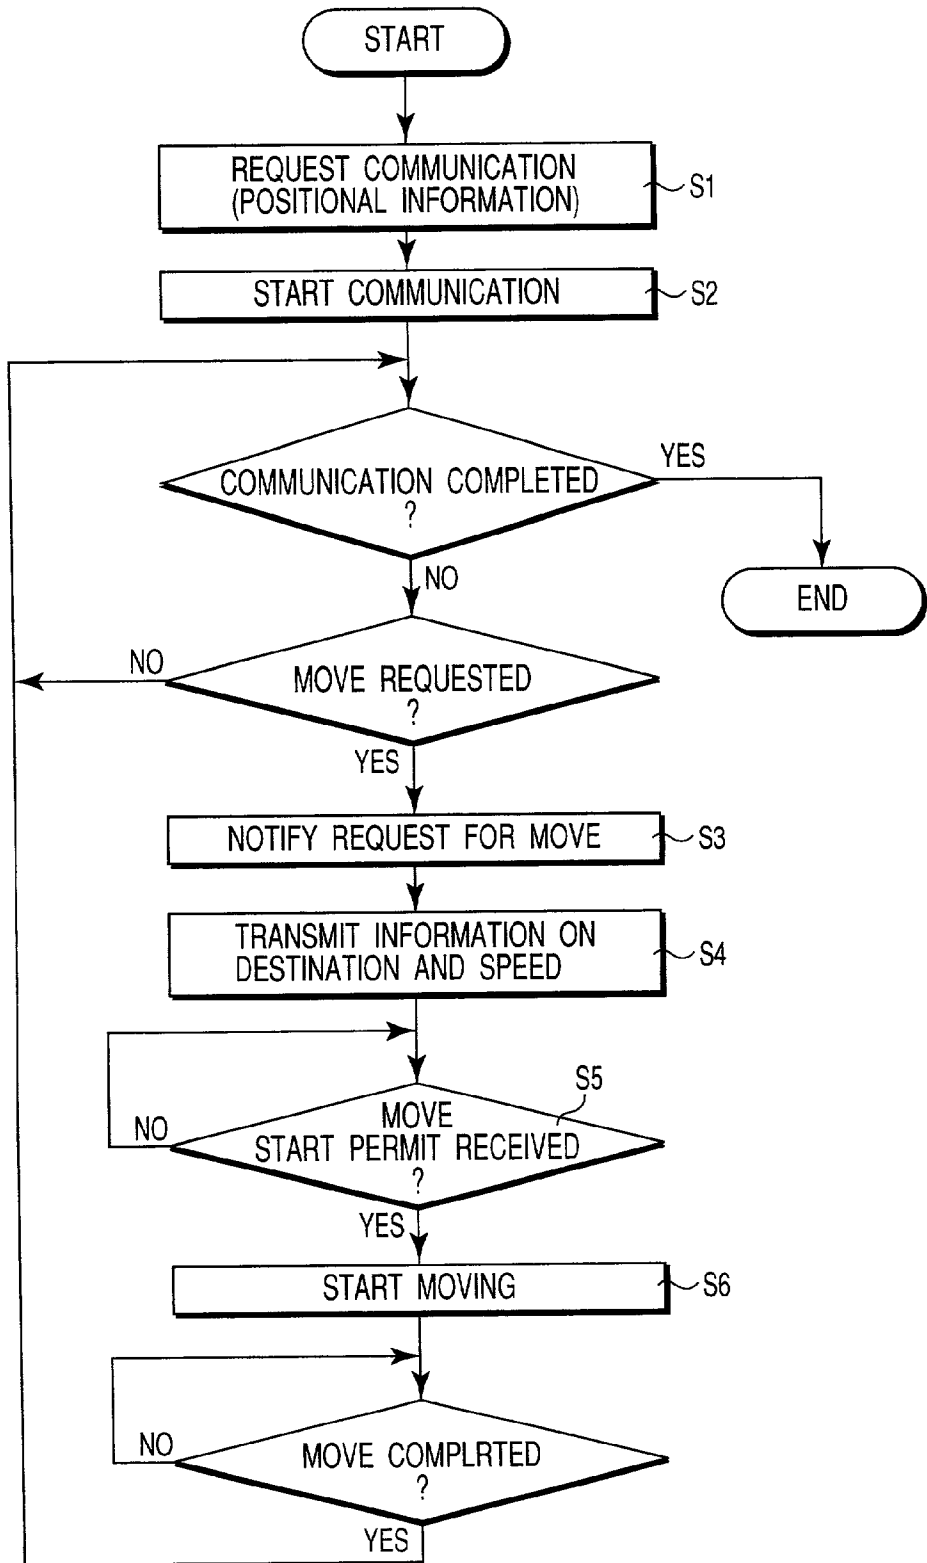 START
REQUEST COMMUNICATION
(POSITIONAL INFORMATION)
S1
START COMMUNICATION
S2
COMMUNICATION COMPLETED
?
YES
NO
END
MOVE REQUESTED
?
NO
YES
NOTIFY REQUEST FOR MOVE
S3
TRANSMIT INFORMATION ON
DESTINATION AND SPEED
S4
S5
MOVE
START PERMIT RECEIVED
?
NO
YES
START MOVING
S6
MOVE COMPLRTED
?
NO
YES